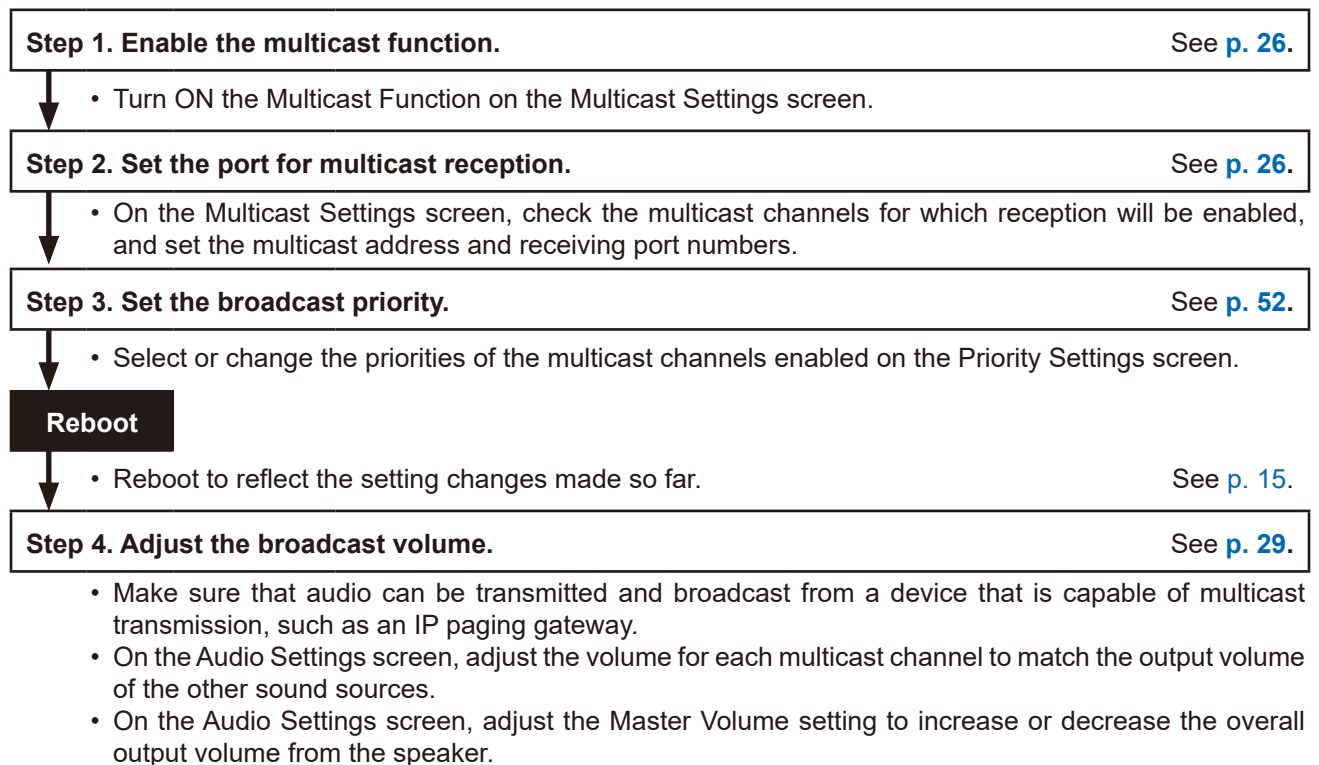 Step 1. Enable the multicast function. See p. 26.
• Turn ON the Multicast Function on the Multicast Settings screen.
Step 2. Set the port for multicast reception. See p. 26.
• On the Multicast Settings screen, check the multicast channels for which reception will be enabled,
and set the multicast address and receiving port numbers.
Step 3. Set the broadcast priority. See p. 52.
• Select or change the priorities of the multicast channels enabled on the Priority Settings screen.
Reboot
• Reboot to reflect the setting changes made so far. See p. 15.
Step 4. Adjust the broadcast volume. See p. 29.
• Make sure that audio can be transmitted and broadcast from a device that is capable of multicast
transmission, such as an IP paging gateway.
• On the Audio Settings screen, adjust the volume for each multicast channel to match the output volume
of the other sound sources.
• On the Audio Settings screen, adjust the Master Volume setting to increase or decrease the overall
output volume from the speaker.